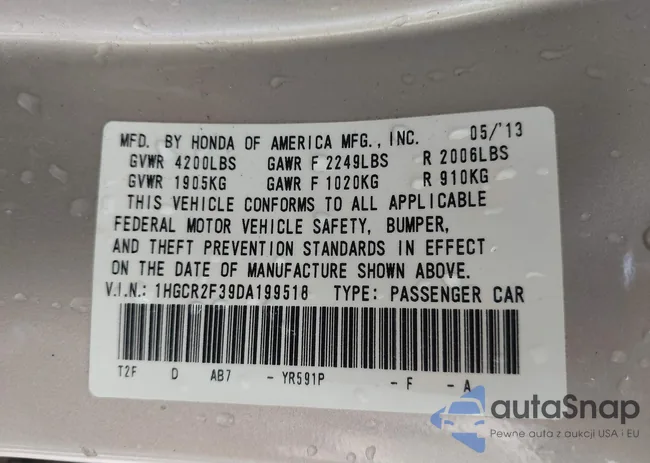 MFD. BY HONDA OF AMERICA MFG., INC. 05/'13
GVWR 4200LBS GAWR F 2249LBS R 2006LBS
GVWR 1905KG GAWR F 1020KG R 910KG
THIS VEHICLE CONFORMS TO ALL APPLICABLE
FEDERAL MOTOR VEHICLE SAFETY, BUMPER,
AND THEFT PREVENTION STANDARDS IN EFFECT
ON THE DATE OF MANUFACTURE SHOWN ABOVE.
V.I.N.: 1HGCR2F39DA199518 TYPE: PASSENGER CAR
T2F D AB7 - YR591P - F - A
autaSnap
Pewne auta z aukcji USA i EU